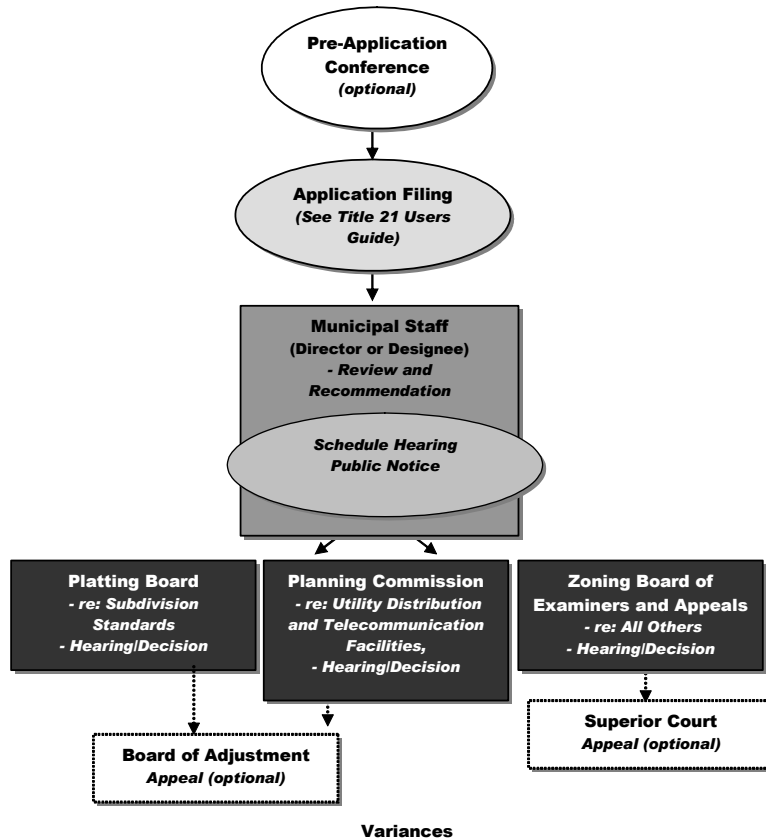 Pre-Application
Conference
(optional)
Application Filing
(See Title 21 Users
Guide)
Municipal Staff
(Director or Designee)
- Review and
Recommendation
Schedule Hearing
Public Notice
Platting Board
- re: Subdivision
Standards
- Hearing/Decision
Planning Commission
- re: Utility Distribution
and Telecommunication
Facilities,
- Hearing/Decision
Zoning Board of
Examiners and Appeals
- re: All Others
- Hearing/Decision
Board of Adjustment
Appeal (optional)
Superior Court
Appeal (optional)
Variances